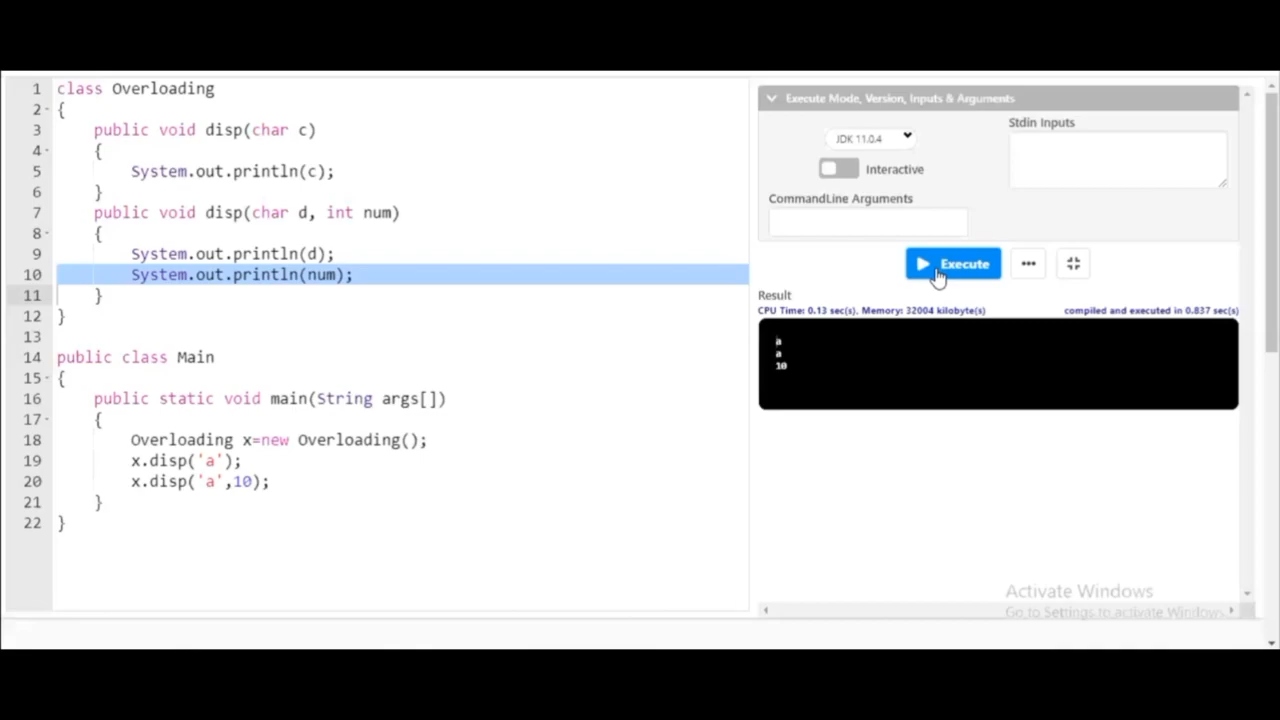 1 class Overloading
2 {
3 public void disp(char c)
4 {
5 System.out.println(c);
6 }
7 public void disp(char d, int num)
8 {
9 System.out.println(d);
10 System.out.println(num);
11 }
12 }
13
14 public class Main
15 {
16 public static void main(String args[])
17 {
18 Overloading x=new Overloading();
19 x.disp('a');
20 x.disp('a',10);
21 }
22 }
Execute Mode, Version, Inputs & Arguments
JDK 11.0.4
Stdin Inputs
Interactive
CommandLine Arguments
Execute
Result
CPU Time: 0.13 sec(s), Memory: 32004 kilobyte(s) compiled and executed in 0.837 sec(s)
a
a
10
Activate Windows
Go to Settings to activate Windows.